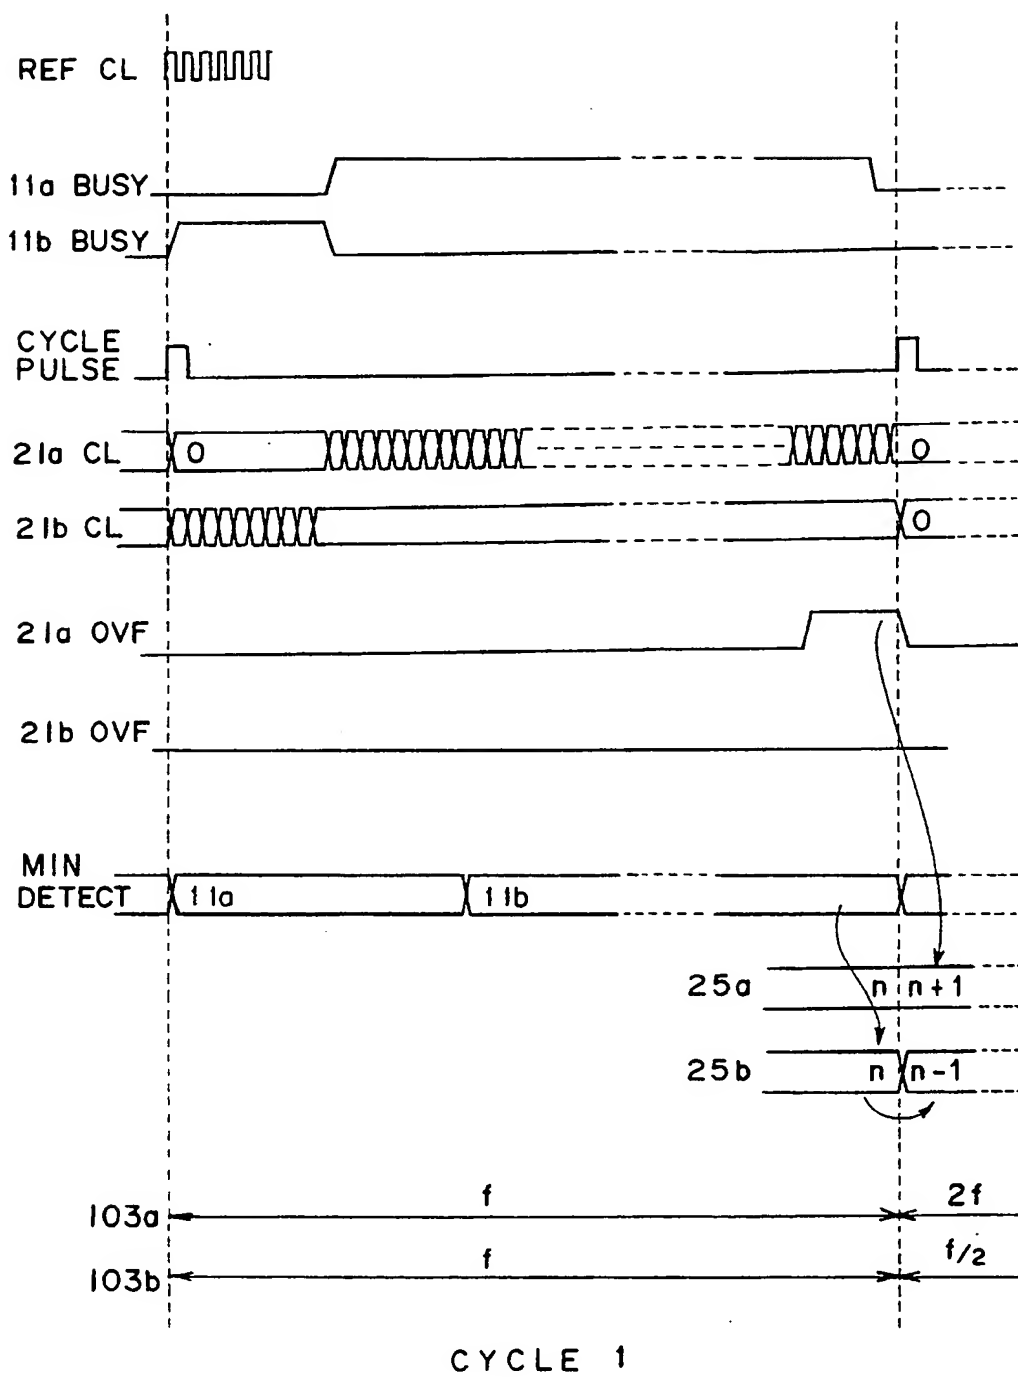 REF CL
11a BUSY
11b BUSY
CYCLE
PULSE
21a CL 0 0
21b CL 0
21a OVF
21b OVF
MIN
DETECT 11a 11b
25a n n+1
25b n n-1
103a f 2f
103b f f/2
CYCLE 1